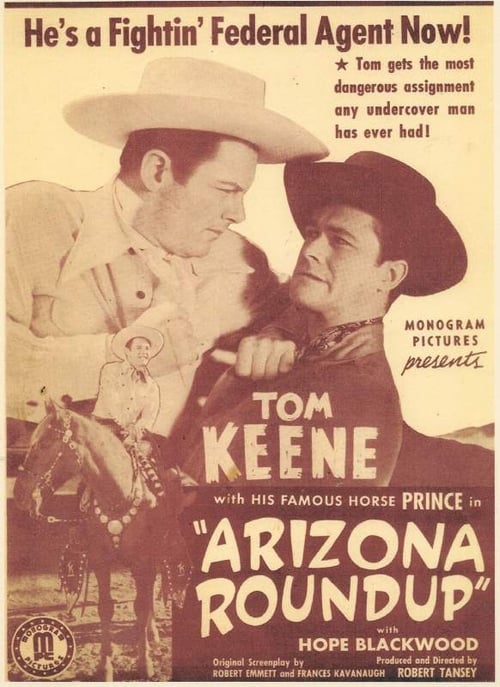 He's a Fightin' Federal Agent Now!
★ Tom gets the most
dangerous assignment
any undercover man
has ever had!
MONOGRAM
PICTURES
presents
TOM
KEENE
with HIS FAMOUS HORSE PRINCE in
"ARIZONA
ROUNDUP"
with
HOPE BLACKWOOD
Original Screenplay by
ROBERT EMMETT and FRANCES KAVANAUGH
Produced and Directed by
ROBERT TANSEY
MONOGRAM
M
PICTURES